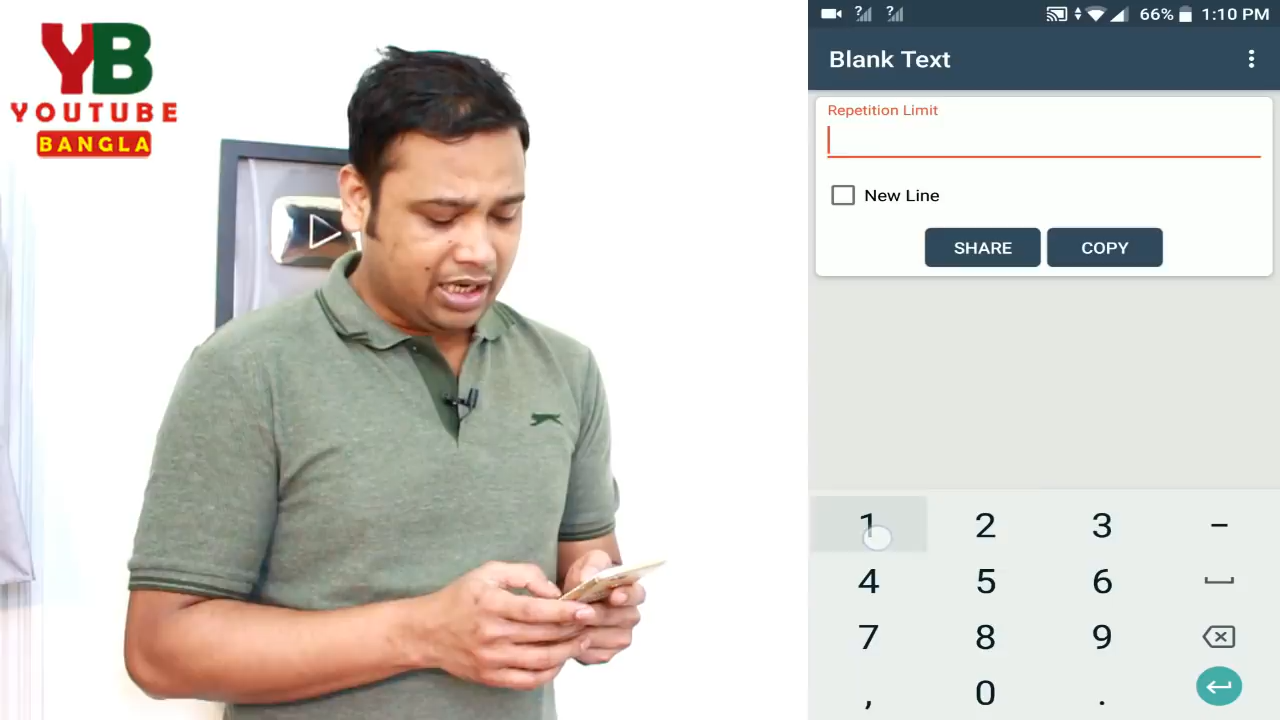 YB
YOUTUBE
BANGLA
66% 1:10 PM
Blank Text
Repetition Limit
New Line
SHARE COPY
1 2 3 -
4 5 6
7 8 9
, 0 .